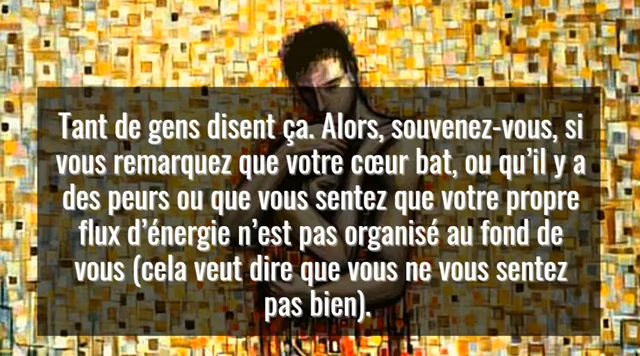 Tant de gens disent ça. Alors, souvenez-vous, si
vous remarquez que votre cœur bat, ou qu’il y a
des peurs ou que vous sentez que votre propre
flux d’énergie n’est pas organisé au fond de
vous (cela veut dire que vous ne vous sentez
pas bien).